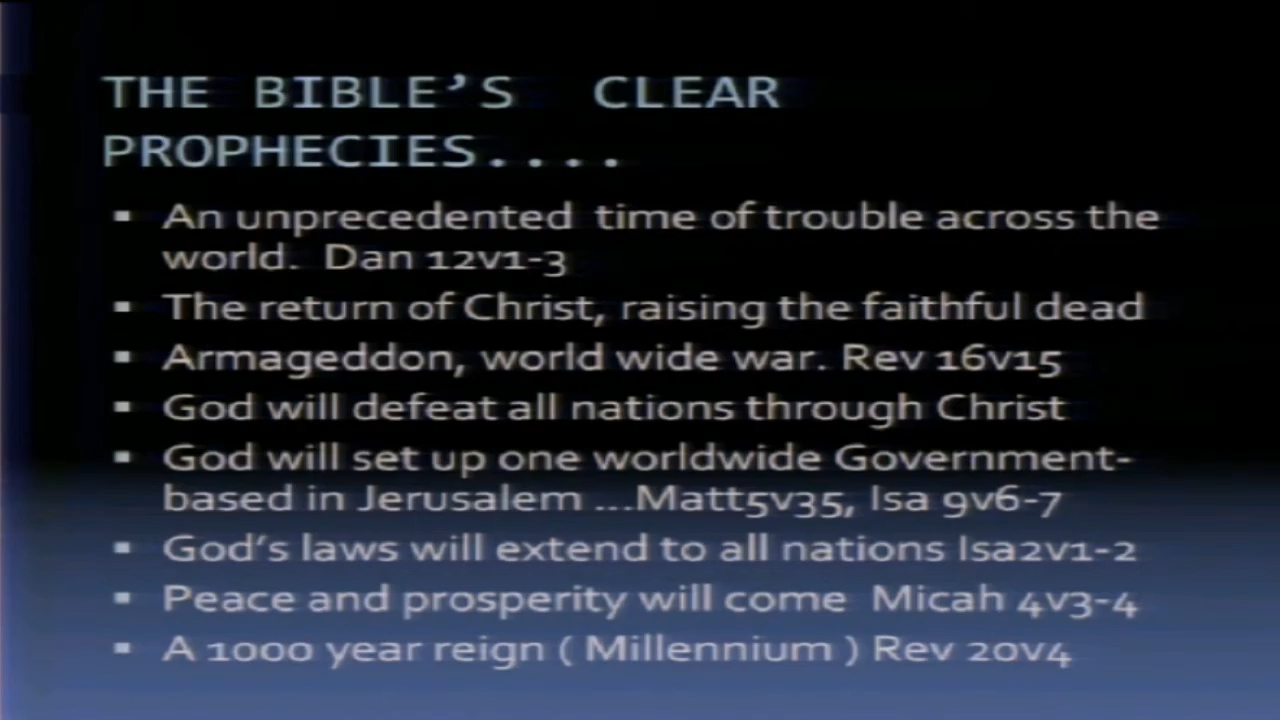 THE BIBLE’S CLEAR
PROPHECIES....
▪ An unprecedented time of trouble across the
world. Dan 12v1-3
▪ The return of Christ, raising the faithful dead
▪ Armageddon, world wide war. Rev 16v15
▪ God will defeat all nations through Christ
▪ God will set up one worldwide Government-
based in Jerusalem ...Matt5v35, Isa 9v6-7
▪ God’s laws will extend to all nations Isa2v1-2
▪ Peace and prosperity will come Micah 4v3-4
▪ A 1000 year reign ( Millennium ) Rev 20v4